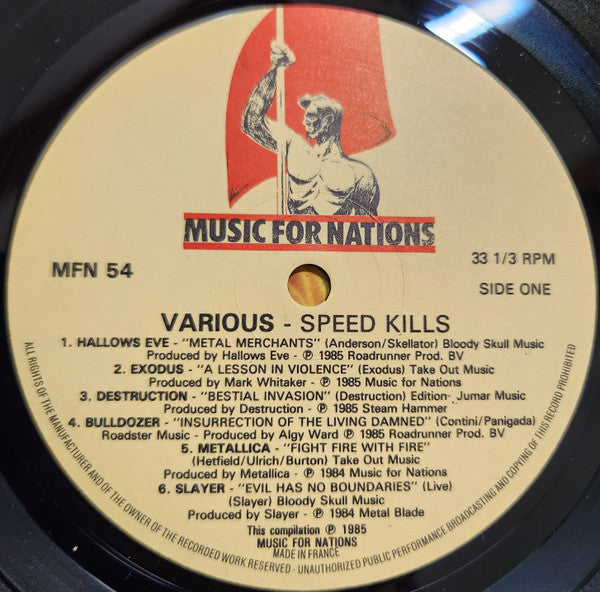 MUSIC FOR NATIONS
MFN 54
33 1/3 RPM
SIDE ONE
VARIOUS - SPEED KILLS
1. HALLOWS EVE - "METAL MERCHANTS" (Anderson/Skellator) Bloody Skull Music
Produced by Hallows Eve - ℗ 1985 Roadrunner Prod. BV
2. EXODUS - "A LESSON IN VIOLENCE" (Exodus) Take Out Music
Produced by Mark Whitaker - ℗ 1985 Music for Nations
3. DESTRUCTION - "BESTIAL INVASION" (Destruction) Edition- Jumar Music
Produced by Destruction - ℗ 1985 Steam Hammer
4. BULLDOZER - "INSURRECTION OF THE LIVING DAMNED" (Contini/Panigada)
Roadster Music - Produced by Algy Ward ℗ 1985 Roadrunner Prod. BV
5. METALLICA - "FIGHT FIRE WITH FIRE"
(Hetfield/Ulrich/Burton) Take Out Music
Produced by Metallica - ℗ 1984 Music for Nations
6. SLAYER - "EVIL HAS NO BOUNDARIES" (Live)
(Slayer) Bloody Skull Music
Produced by Slayer - ℗ 1984 Metal Blade
This compilation ℗ 1985
MUSIC FOR NATIONS
MADE IN FRANCE
ALL RIGHTS OF THE MANUFACTURER AND OF THE OWNER OF THE RECORDED WORK RESERVED - UNAUTHORIZED PUBLIC PERFORMANCE BROADCASTING AND COPYING OF THIS RECORD PROHIBITED